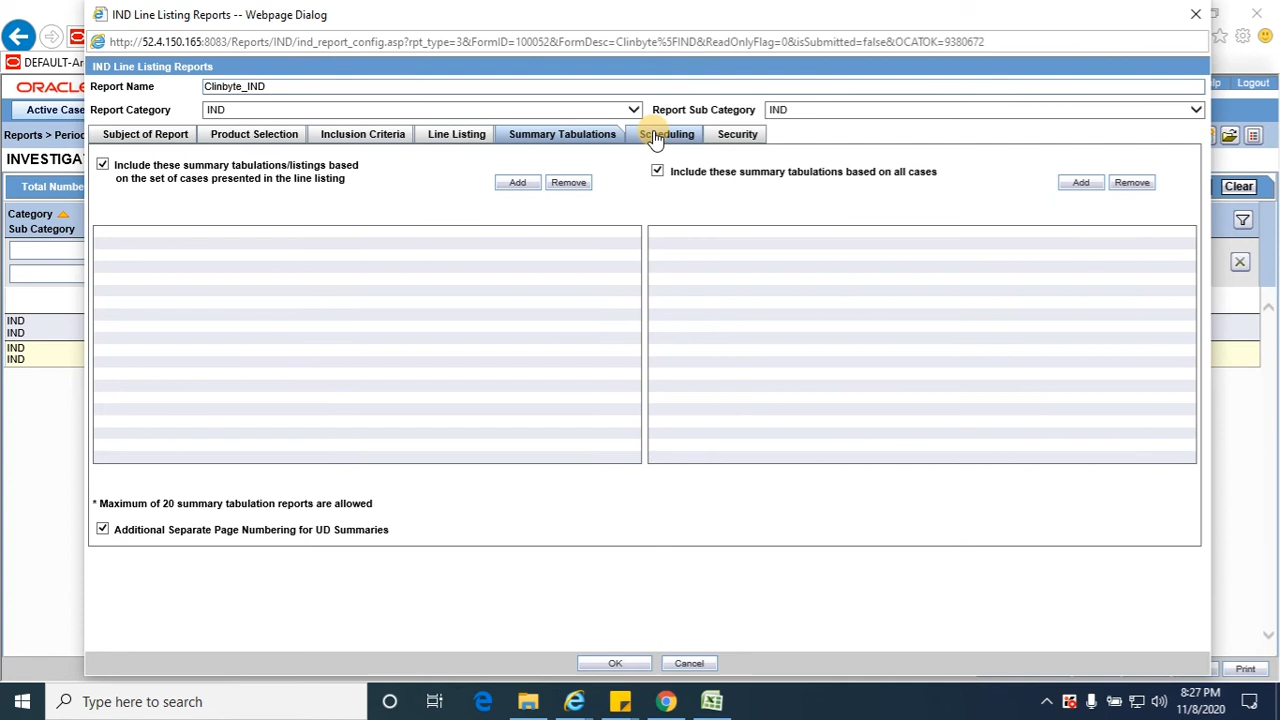 IND Line Listing Reports -- Webpage Dialog
http://52.4.150.165:8083/Reports/IND/ind_report_config.asp?rpt_type=3&FormID=100052&FormDesc=Clinbyte%5FIND&ReadOnlyFlag=0&isSubmitted=false&OCATOK=9380672
DEFAULT-Ar
IND Line Listing Reports
ORACLE
Logout
Report Name Clinbyte_IND
Active Case
Report Category IND Report Sub Category IND
Reports > Period
Subject of Report Product Selection Inclusion Criteria Line Listing Summary Tabulations Scheduling Security
INVESTIGA
Include these summary tabulations/listings based
on the set of cases presented in the line listing
Add Remove
Include these summary tabulations based on all cases
Add Remove
Total Numbe
Clear
Category
Sub Category
IND
IND
IND
IND
* Maximum of 20 summary tabulation reports are allowed
Additional Separate Page Numbering for UD Summaries
OK Cancel
Print
Type here to search
8:27 PM
11/8/2020